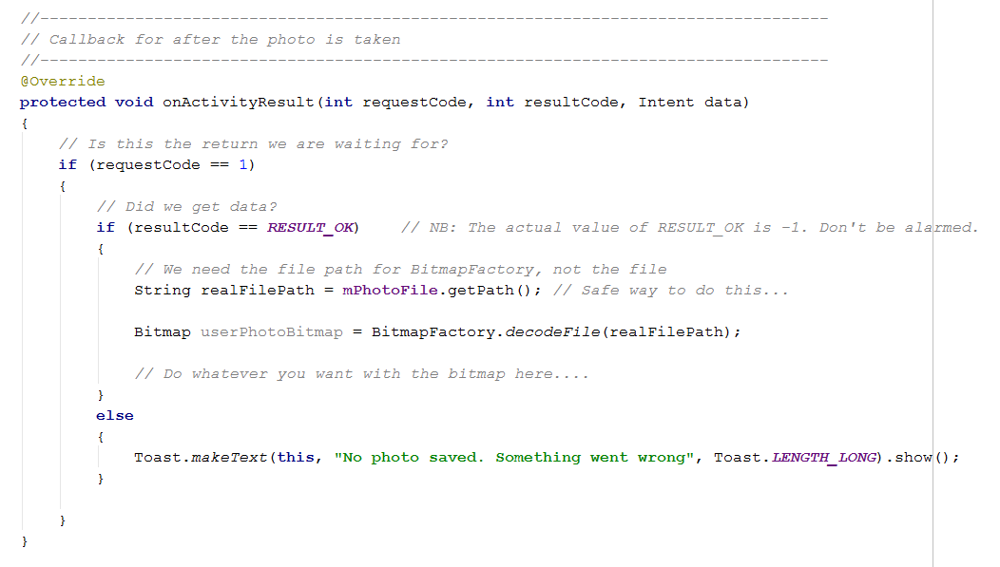 //-----------------------------------------------------------------------------------
// Callback for after the photo is taken
//-----------------------------------------------------------------------------------
@Override
protected void onActivityResult(int requestCode, int resultCode, Intent data)
{
    // Is this the return we are waiting for?
    if (requestCode == 1)
    {
        // Did we get data?
        if (resultCode == RESULT_OK)    // NB: The actual value of RESULT_OK is -1. Don't be alarmed.
        {
            // We need the file path for BitmapFactory, not the file
            String realFilePath = mPhotoFile.getPath(); // Safe way to do this...
            Bitmap userPhotoBitmap = BitmapFactory.decodeFile(realFilePath);
            // Do whatever you want with the bitmap here....
        }
        else
        {
            Toast.makeText(this, "No photo saved. Something went wrong", Toast.LENGTH_LONG).show();
        }
    }
}